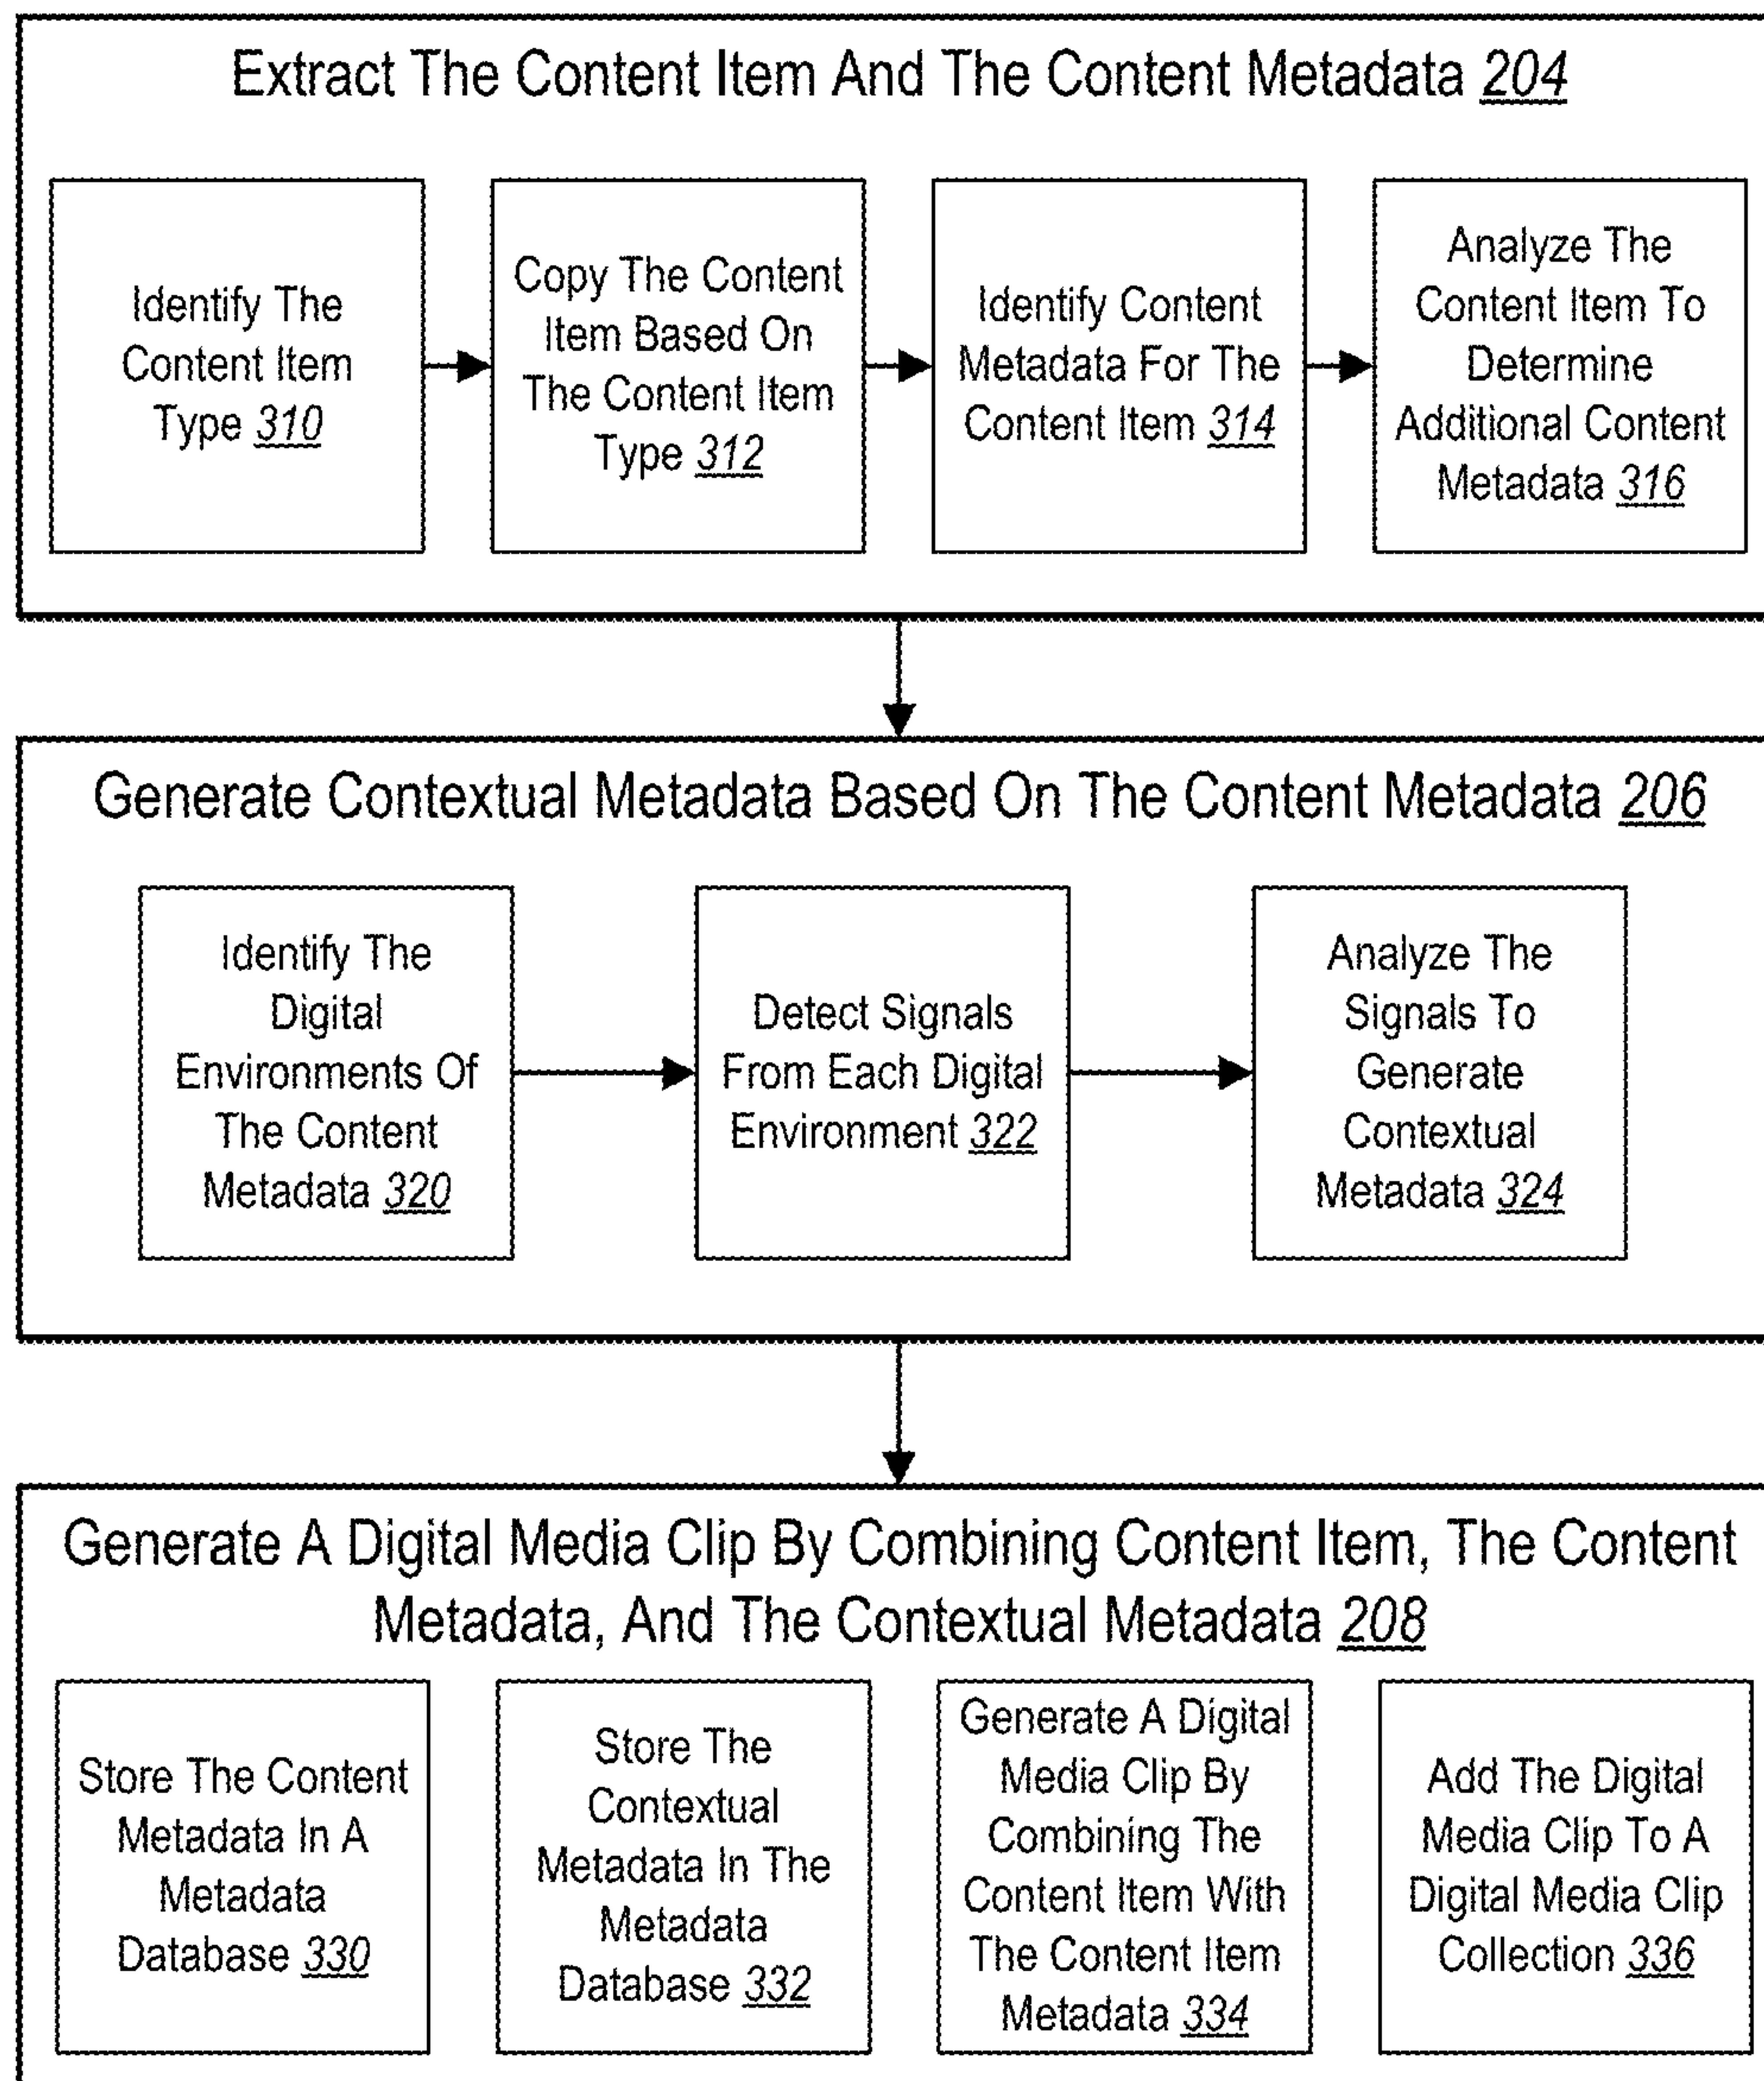 Extract The Content Item And The Content Metadata 204
Identify The
Content Item
Type 310
Copy The Content
Item Based On
The Content Item
Type 312
Identify Content
Metadata For The
Content Item 314
Analyze The
Content Item To
Determine
Additional Content
Metadata 316
Generate Contextual Metadata Based On The Content Metadata 206
Identify The
Digital
Environments Of
The Content
Metadata 320
Detect Signals
From Each Digital
Environment 322
Analyze The
Signals To
Generate
Contextual
Metadata 324
Generate A Digital Media Clip By Combining Content Item, The Content
Metadata, And The Contextual Metadata 208
Store The Content
Metadata In A
Metadata
Database 330
Store The
Contextual
Metadata In The
Metadata
Database 332
Generate A Digital
Media Clip By
Combining The
Content Item With
The Content Item
Metadata 334
Add The Digital
Media Clip To A
Digital Media Clip
Collection 336